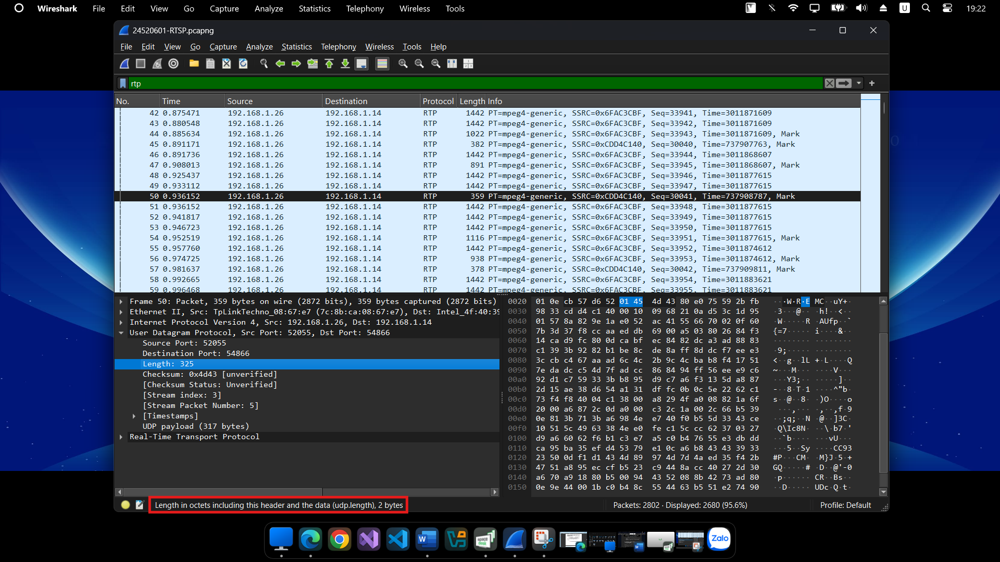 Wireshark File Edit View Go Capture Analyze Statistics Telephony Wireless Tools U 19:22
24520601-RTSP.pcapng
File Edit View Go Capture Analyze Statistics Telephony Wireless Tools Help
rtp
No. Time Source Destination Protocol Length Info
42 0.875471 192.168.1.26 192.168.1.14 RTP 1442 PT=mpeg4-generic, SSRC=0x6FAC3CBF, Seq=33941, Time=3011871609
43 0.880548 192.168.1.26 192.168.1.14 RTP 1442 PT=mpeg4-generic, SSRC=0x6FAC3CBF, Seq=33942, Time=3011871609
44 0.885634 192.168.1.26 192.168.1.14 RTP 1022 PT=mpeg4-generic, SSRC=0x6FAC3CBF, Seq=33943, Time=3011871609, Mark
45 0.891171 192.168.1.26 192.168.1.14 RTP 382 PT=mpeg4-generic, SSRC=0xCDD4C140, Seq=30040, Time=737907763, Mark
46 0.891736 192.168.1.26 192.168.1.14 RTP 1442 PT=mpeg4-generic, SSRC=0x6FAC3CBF, Seq=33944, Time=3011868607
47 0.908013 192.168.1.26 192.168.1.14 RTP 891 PT=mpeg4-generic, SSRC=0x6FAC3CBF, Seq=33945, Time=3011868607, Mark
48 0.925437 192.168.1.26 192.168.1.14 RTP 1442 PT=mpeg4-generic, SSRC=0x6FAC3CBF, Seq=33946, Time=3011877615
49 0.933112 192.168.1.26 192.168.1.14 RTP 1442 PT=mpeg4-generic, SSRC=0x6FAC3CBF, Seq=33947, Time=3011877615
50 0.936152 192.168.1.26 192.168.1.14 RTP 359 PT=mpeg4-generic, SSRC=0xCDD4C140, Seq=30041, Time=737908787, Mark
51 0.936152 192.168.1.26 192.168.1.14 RTP 1442 PT=mpeg4-generic, SSRC=0x6FAC3CBF, Seq=33948, Time=3011877615
52 0.941817 192.168.1.26 192.168.1.14 RTP 1442 PT=mpeg4-generic, SSRC=0x6FAC3CBF, Seq=33949, Time=3011877615
53 0.946723 192.168.1.26 192.168.1.14 RTP 1442 PT=mpeg4-generic, SSRC=0x6FAC3CBF, Seq=33950, Time=3011877615
54 0.952519 192.168.1.26 192.168.1.14 RTP 1116 PT=mpeg4-generic, SSRC=0x6FAC3CBF, Seq=33951, Time=3011877615, Mark
55 0.957760 192.168.1.26 192.168.1.14 RTP 1442 PT=mpeg4-generic, SSRC=0x6FAC3CBF, Seq=33952, Time=3011874612
56 0.974725 192.168.1.26 192.168.1.14 RTP 938 PT=mpeg4-generic, SSRC=0x6FAC3CBF, Seq=33953, Time=3011874612, Mark
57 0.981637 192.168.1.26 192.168.1.14 RTP 378 PT=mpeg4-generic, SSRC=0xCDD4C140, Seq=30042, Time=737909811, Mark
58 0.992665 192.168.1.26 192.168.1.14 RTP 1442 PT=mpeg4-generic, SSRC=0x6FAC3CBF, Seq=33954, Time=3011883621
59 0.996468 192.168.1.26 192.168.1.14 RTP 1442 PT=mpeg4-generic, SSRC=0x6FAC3CBF, Seq=33955, Time=3011883621
Frame 50: Packet, 359 bytes on wire (2872 bits), 359 bytes captured (2872 bits)
Ethernet II, Src: TpLinkTechno_08:67:e7 (7c:8b:ca:08:67:e7), Dst: Intel_4f:40:39
Internet Protocol Version 4, Src: 192.168.1.26, Dst: 192.168.1.14
User Datagram Protocol, Src Port: 52055, Dst Port: 54866
Source Port: 52055
Destination Port: 54866
Length: 325
Checksum: 0x4d43 [unverified]
[Checksum Status: Unverified]
[Stream index: 3]
[Stream Packet Number: 5]
[Timestamps]
UDP payload (317 bytes)
Real-Time Transport Protocol
0020 01 0e cb 57 d6 52 01 45 4d 43 80 e0 75 59 2b fb ···W·R·E MC··uY+·
0030 98 33 cd d4 c1 40 00 10 09 68 21 0a d5 3c 1d 95 ·3···@·· ·h!··<··
0040 01 57 8a 82 9e 1a e0 52 ac 41 55 66 70 02 0f 60 ·W·····R ·AUfp··`
0050 7b 3d 37 f8 cc aa ed db 69 00 a5 03 80 26 84 f3 {=7····· i····&··
0060 14 ca d9 fc 80 0d ca bf ec 84 82 dc a3 ad 88 83 ········ ········
0070 c1 39 3b 92 82 b1 be 8c de 8a ff 8d dc f7 ee e3 ·9;····· ········
0080 3c cb c4 67 aa ad 6c 4c 2b 9c 4c ba b8 f4 17 51 <··g··lL +·L····Q
0090 7e da dc c5 4d 7f ad cc 86 84 94 ff 56 ee e9 c6 ~···M··· ····V···
00a0 92 d1 c7 59 33 3b b8 95 d9 c7 a6 f3 13 5d a8 87 ···Y3;·· ·····]··
00b0 2d 15 ae 38 d6 54 a1 31 df fc 0b 0c 5e 22 62 c1 -··8·T·1 ····^"b·
00c0 73 f4 f8 40 04 c1 38 00 a8 29 4f a0 08 82 1a 6f s··@··8· ·)O····o
00d0 20 00 a6 87 2c 0d a0 00 c3 2c 1a 00 2c 66 b5 39  ···,··· ·,··,f·9
00e0 0e 81 3b 71 3b a6 98 4e e7 40 f0 b5 5d 33 43 ce ··;q;··N ·@··]3C·
00f0 10 51 5c 49 63 38 4e e0 fe c1 5c cc 62 37 03 27 ·Q\Ic8N· ··\·b7·'
0100 d9 a6 60 62 f6 b1 c3 e7 a5 c0 b4 76 55 e3 db dd ··`b···· ···vU···
0110 ca 95 ba 35 ef d4 53 79 e1 0c a6 b8 43 43 39 33 ···5··Sy ····CC93
0120 23 50 0d f1 d1 43 4d 89 97 4d 7d 4a ed 35 f4 2b #P···CM· ·M}J·5·+
0130 47 51 a8 95 ec cf b5 23 c9 44 8a cc 40 27 2d 30 GQ·····# ·D··@'-0
0140 a6 70 a9 18 80 b5 00 94 43 52 08 8b 42 73 ad 80 ·p······ CR··Bs··
0150 0e 9e 44 00 1b c0 b4 8c 55 44 63 b5 51 e2 74 90 ··D····· UDc·Q·t·
Length in octets including this header and the data (udp.length), 2 bytes Packets: 2802 · Displayed: 2680 (95.6%) Profile: Default
Zalo